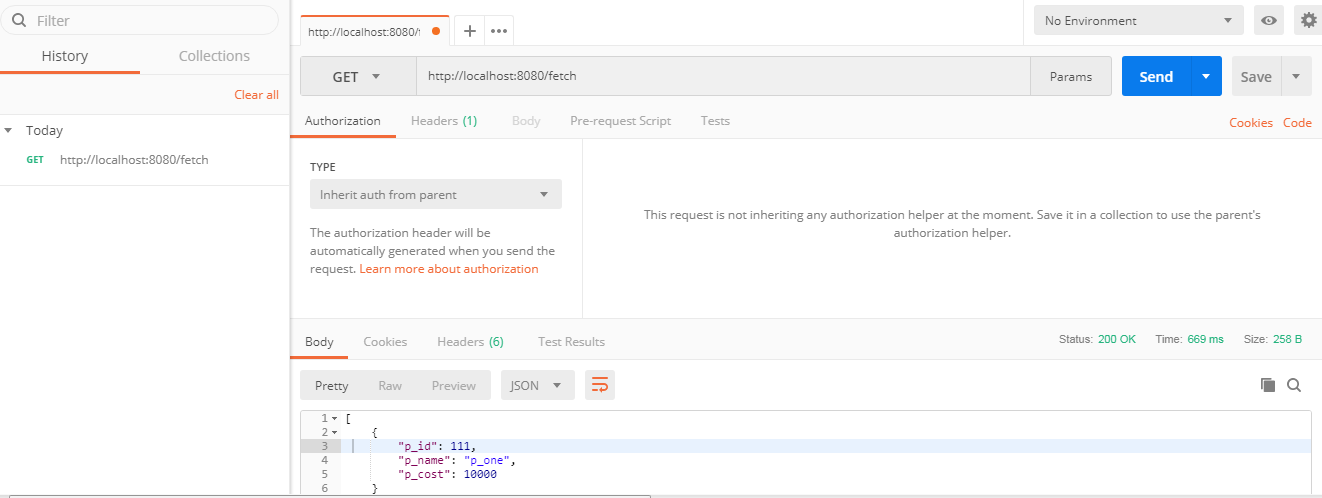 Filter
History Collections
Clear all
Today
GET http://localhost:8080/fetch
http://localhost:8080/f
No Environment
GET http://localhost:8080/fetch Params Send Save
Authorization Headers (1) Body Pre-request Script Tests Cookies Code
TYPE
Inherit auth from parent
The authorization header will be
automatically generated when you send the
request. Learn more about authorization
This request is not inheriting any authorization helper at the moment. Save it in a collection to use the parent's
authorization helper.
Body Cookies Headers (6) Test Results Status: 200 OK Time: 669 ms Size: 258 B
Pretty Raw Preview JSON
1 [
2 {
3 "p_id": 111,
4 "p_name": "p_one",
5 "p_cost": 10000
6 }